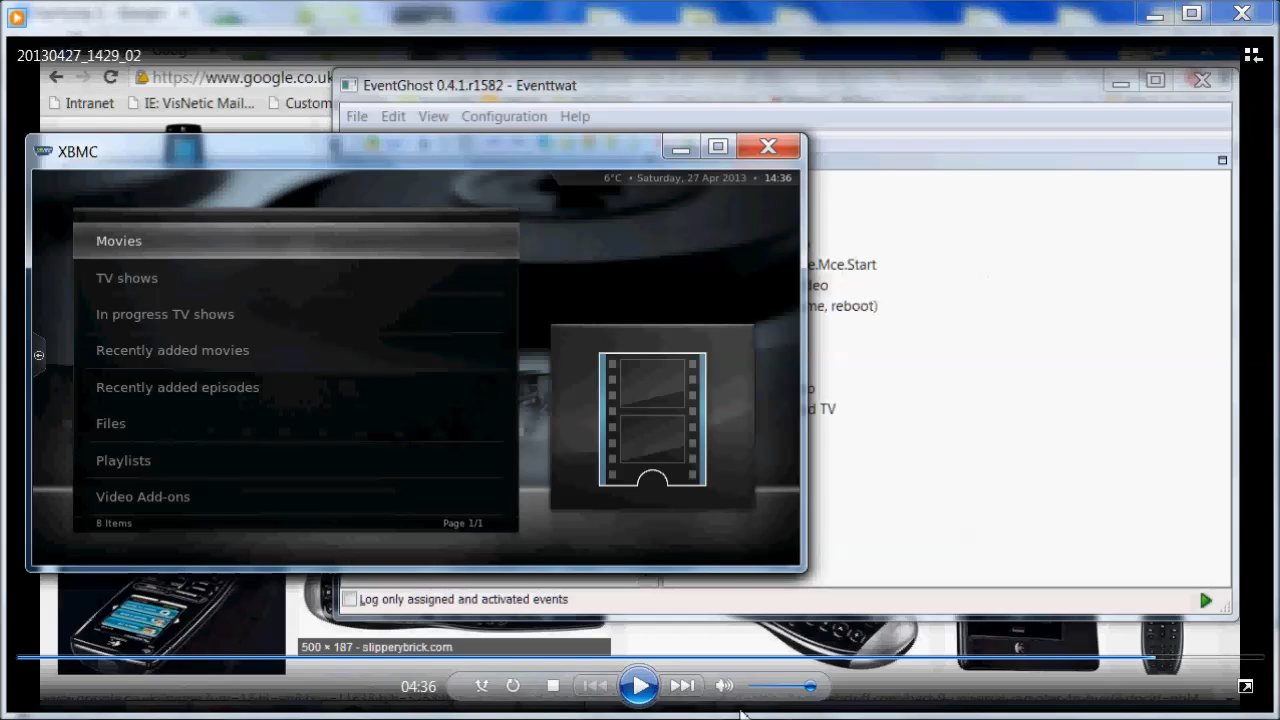 20130427_1429_02
https://www.google.co.uk
Intranet
IE: VisNetic Mail...
Custom
EventGhost 0.4.1.r1582 - Eventtwat
File Edit View Configuration Help
XBMC
6°C • Saturday, 27 Apr 2013 • 14:36
Movies
TV shows
In progress TV shows
Recently added movies
Recently added episodes
Files
Playlists
Video Add-ons
8 Items
Page 1/1
e.Mce.Start
deo
me, reboot)
o
d TV
Log only assigned and activated events
500 × 187 - slipperybrick.com
04:36